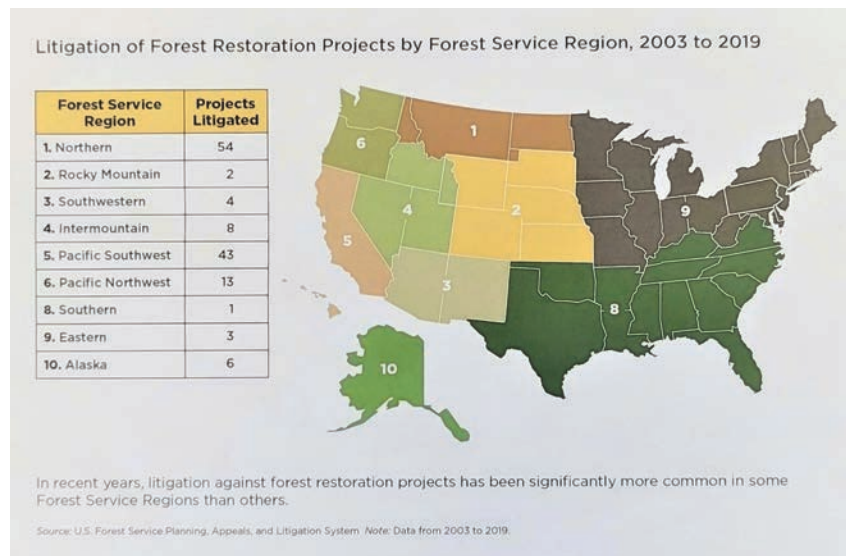 Litigation of Forest Restoration Projects by Forest Service Region, 2003 to 2019
Forest Service Region Projects Litigated
1. Northern 54
2. Rocky Mountain 2
3. Southwestern 4
4. Intermountain 8
5. Pacific Southwest 43
6. Pacific Northwest 13
8. Southern 1
9. Eastern 3
10. Alaska 6
1
6
2
4
9
5
3
8
10
In recent years, litigation against forest restoration projects has been significantly more common in some
Forest Service Regions than others.
Source: U.S. Forest Service Planning, Appeals, and Litigation System Note: Data from 2003 to 2019.